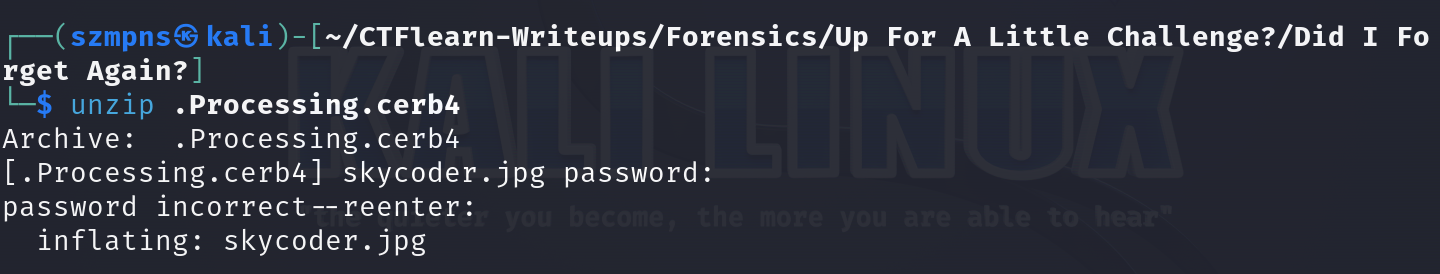 ┌──(szmpns㉿kali)-[~/CTFlearn-Writeups/Forensics/Up For A Little Challenge?/Did I Fo
rget Again?]
└─$ unzip .Processing.cerb4
Archive:  .Processing.cerb4
[.Processing.cerb4] skycoder.jpg password:
password incorrect--reenter:
  inflating: skycoder.jpg
KALI LINUX
"the quieter you become, the more you are able to hear"